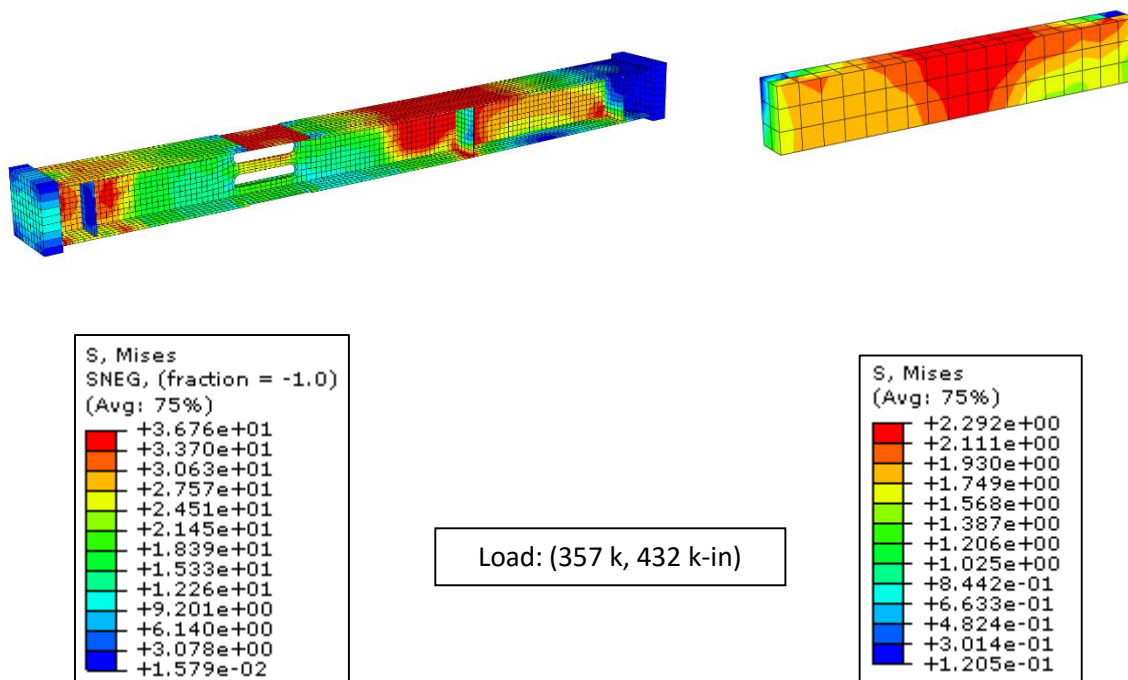 S, Mises
SNEG, (fraction = -1.0)
(Avg: 75%)
+3.676e+01
+3.370e+01
+3.063e+01
+2.757e+01
+2.451e+01
+2.145e+01
+1.839e+01
+1.533e+01
+1.226e+01
+9.201e+00
+6.140e+00
+3.078e+00
+1.579e-02
Load: (357 k, 432 k-in)
S, Mises
(Avg: 75%)
+2.292e+00
+2.111e+00
+1.930e+00
+1.749e+00
+1.568e+00
+1.387e+00
+1.206e+00
+1.025e+00
+8.442e-01
+6.633e-01
+4.824e-01
+3.014e-01
+1.205e-01